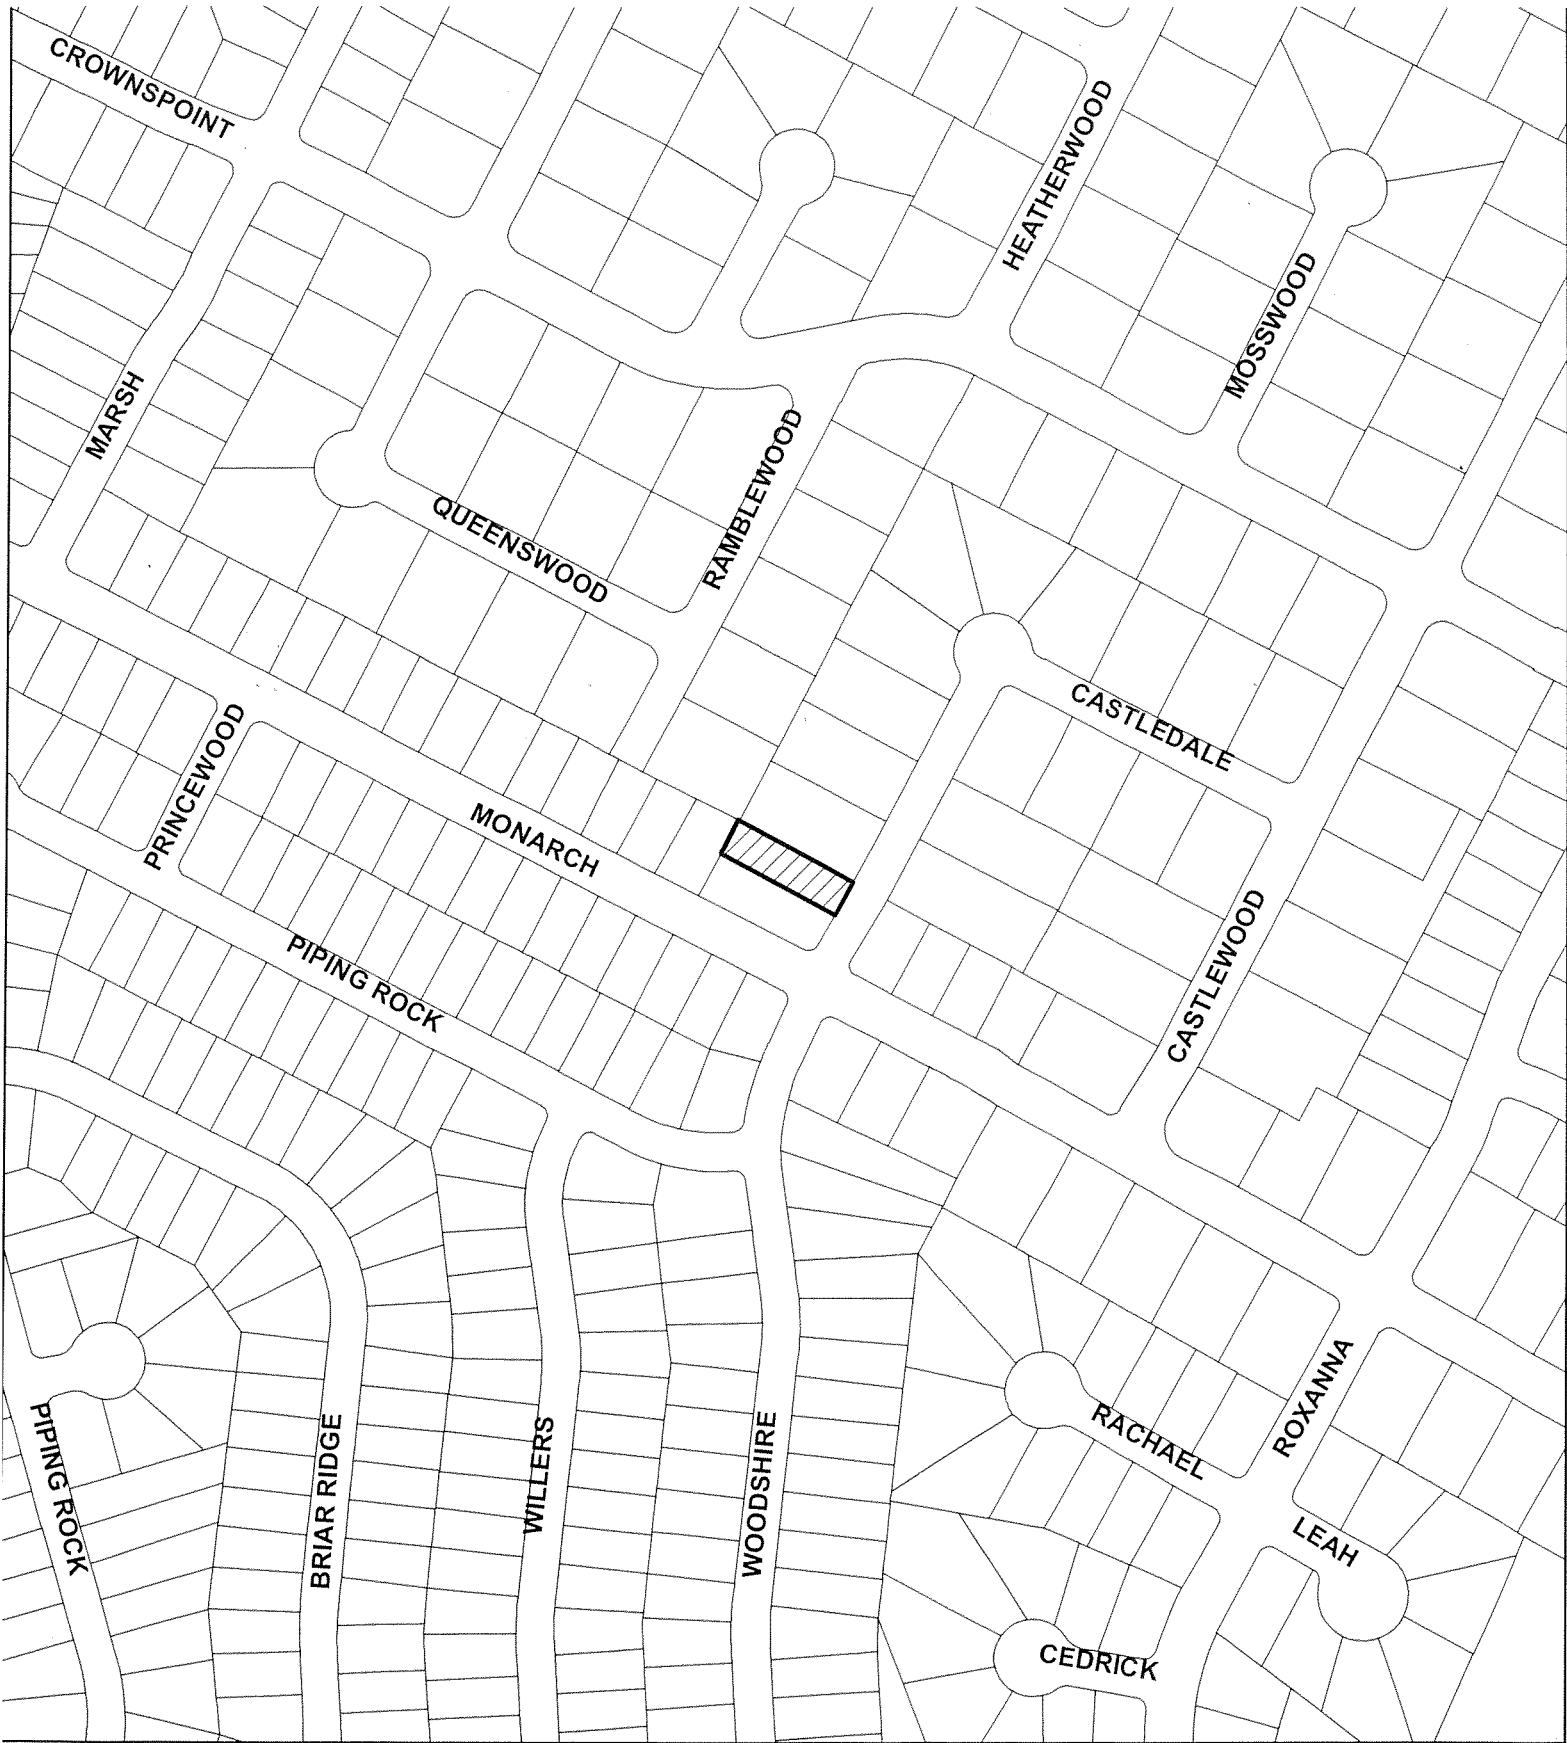 CROWNSPOINT
HEATHERWOOD
MOSSWOOD
MARSH
RAMBLEWOOD
QUEENSWOOD
CASTLEDALE
PRINCEWOOD
MONARCH
CASTLEWOOD
PIPING ROCK
ROXANNA
RACHAEL
PIPING ROCK
BRIAR RIDGE
WILLERS
WOODSHIRE
LEAH
CEDRICK